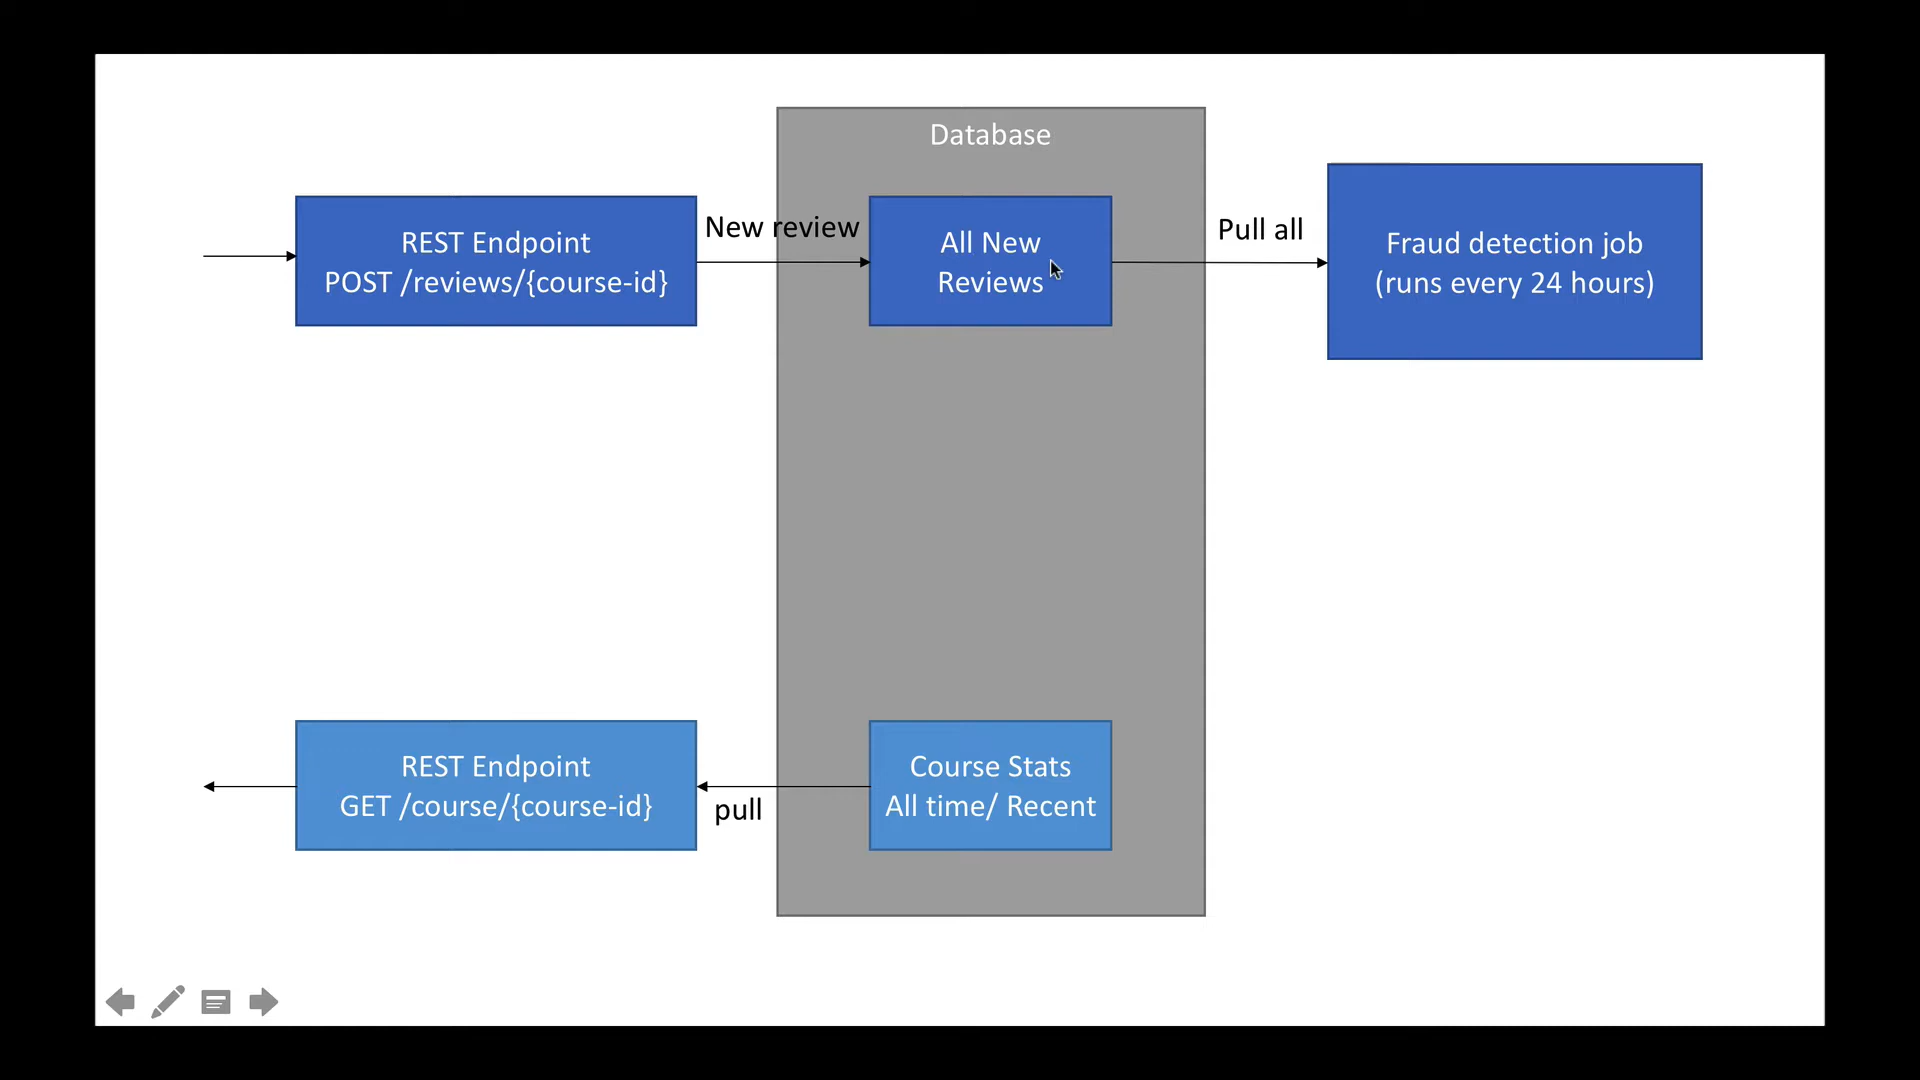 Database
REST Endpoint
POST /reviews/{course-id}
New review
All New
Reviews
Pull all
Fraud detection job
(runs every 24 hours)
REST Endpoint
GET /course/{course-id}
pull
Course Stats
All time/ Recent